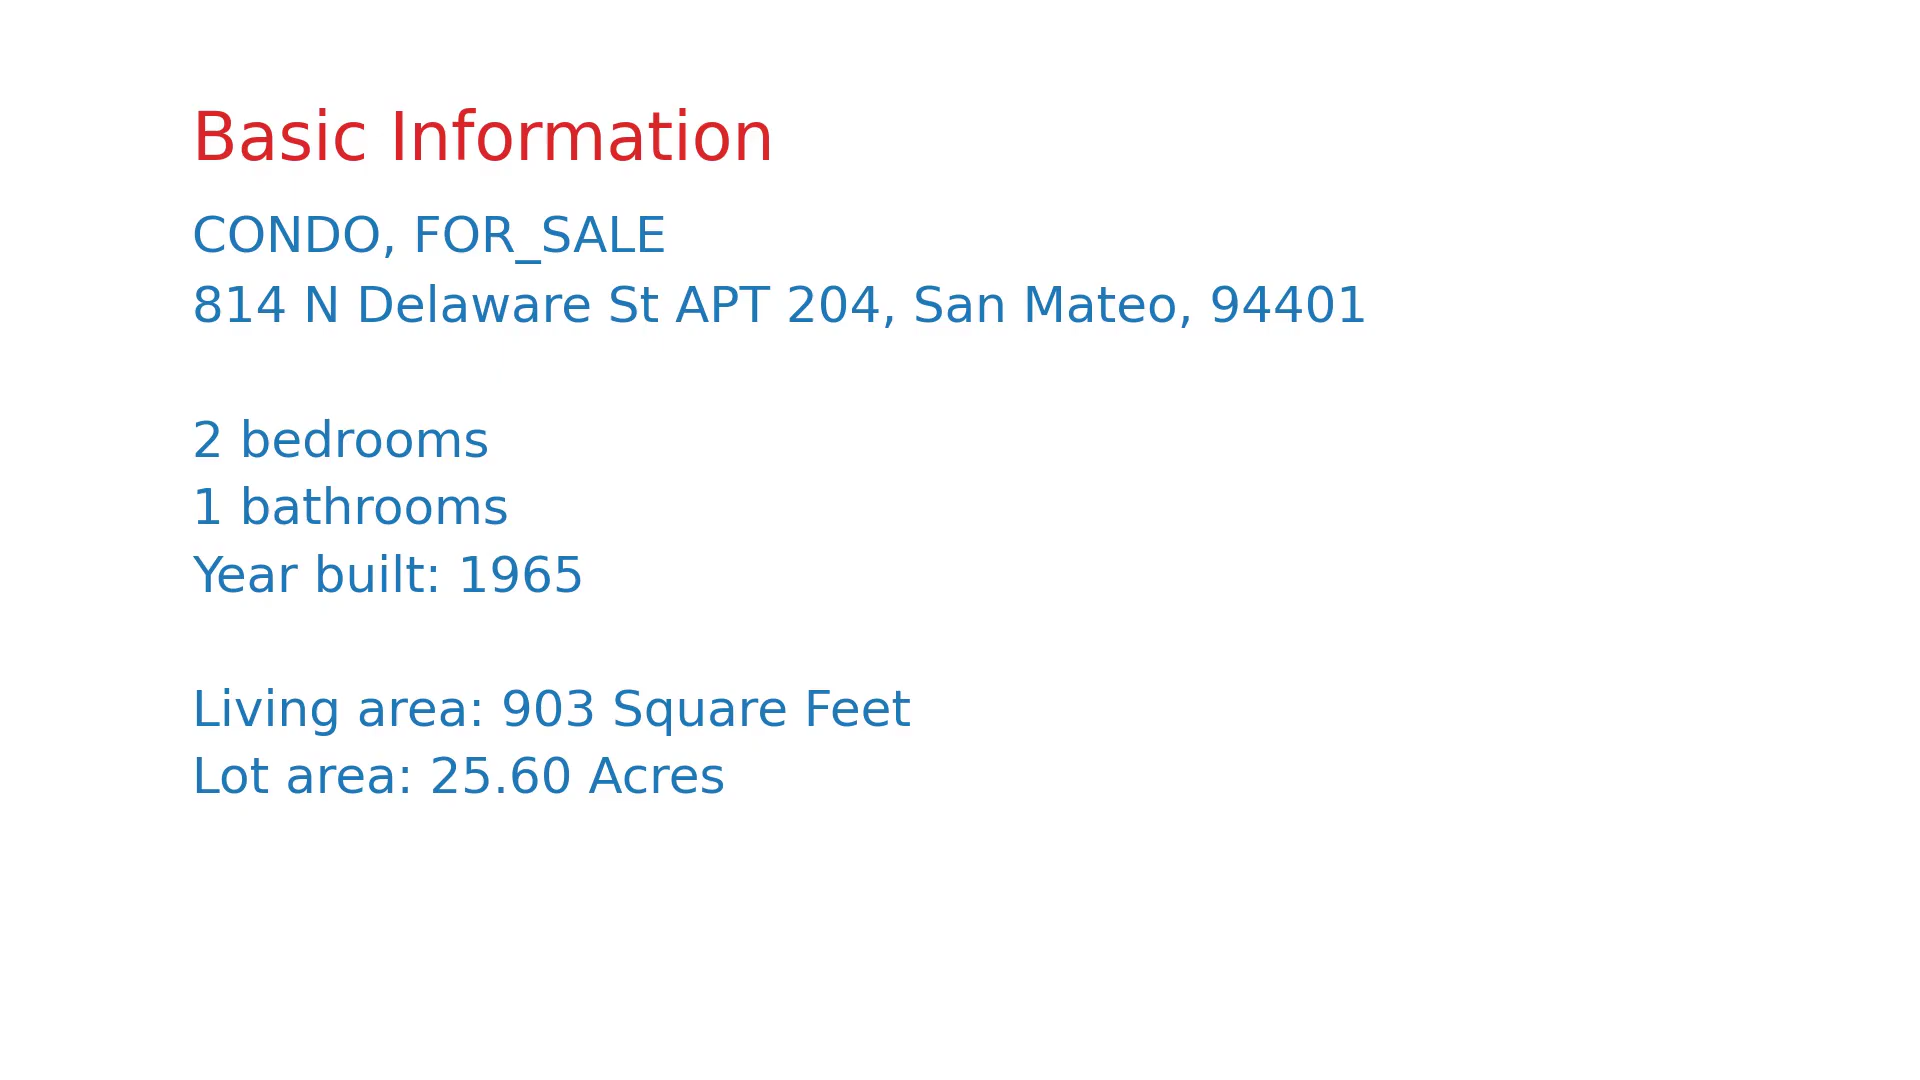 Basic Information
CONDO, FOR_SALE
814 N Delaware St APT 204, San Mateo, 94401
2 bedrooms
1 bathrooms
Year built: 1965
Living area: 903 Square Feet
Lot area: 25.60 Acres